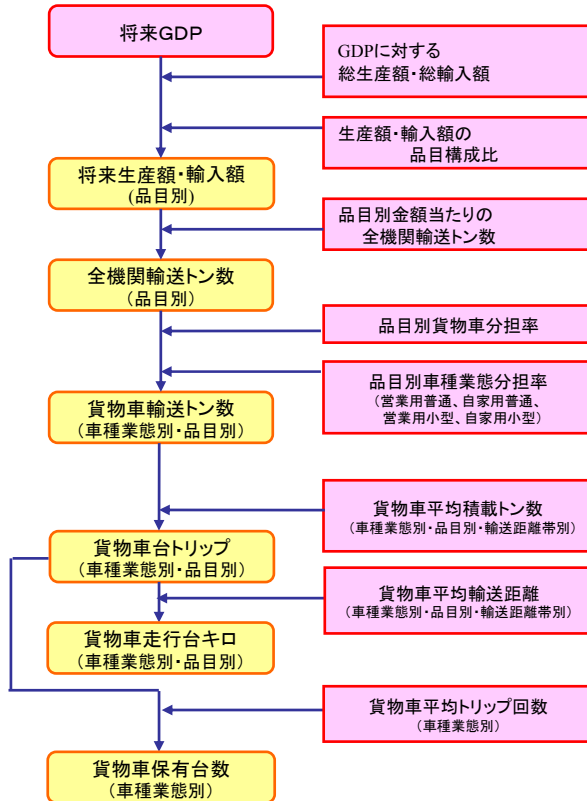 将来GDP
GDPに対する
総生産額・総輸入額
生産額・輸入額の
品目構成比
将来生産額・輸入額
(品目別)
品目別金額当たりの
全機関輸送トン数
全機関輸送トン数
(品目別)
品目別貨物車分担率
品目別車種業態分担率
(営業用普通、自家用普通、
営業用小型、自家用小型)
貨物車輸送トン数
(車種業態別・品目別)
貨物車平均積載トン数
(車種業態別・品目別・輸送距離帯別)
貨物車台トリップ
(車種業態別・品目別)
貨物車平均輸送距離
(車種業態別・品目別・輸送距離帯別)
貨物車走行台キロ
(車種業態別・品目別)
貨物車平均トリップ回数
(車種業態別)
貨物車保有台数
(車種業態別)